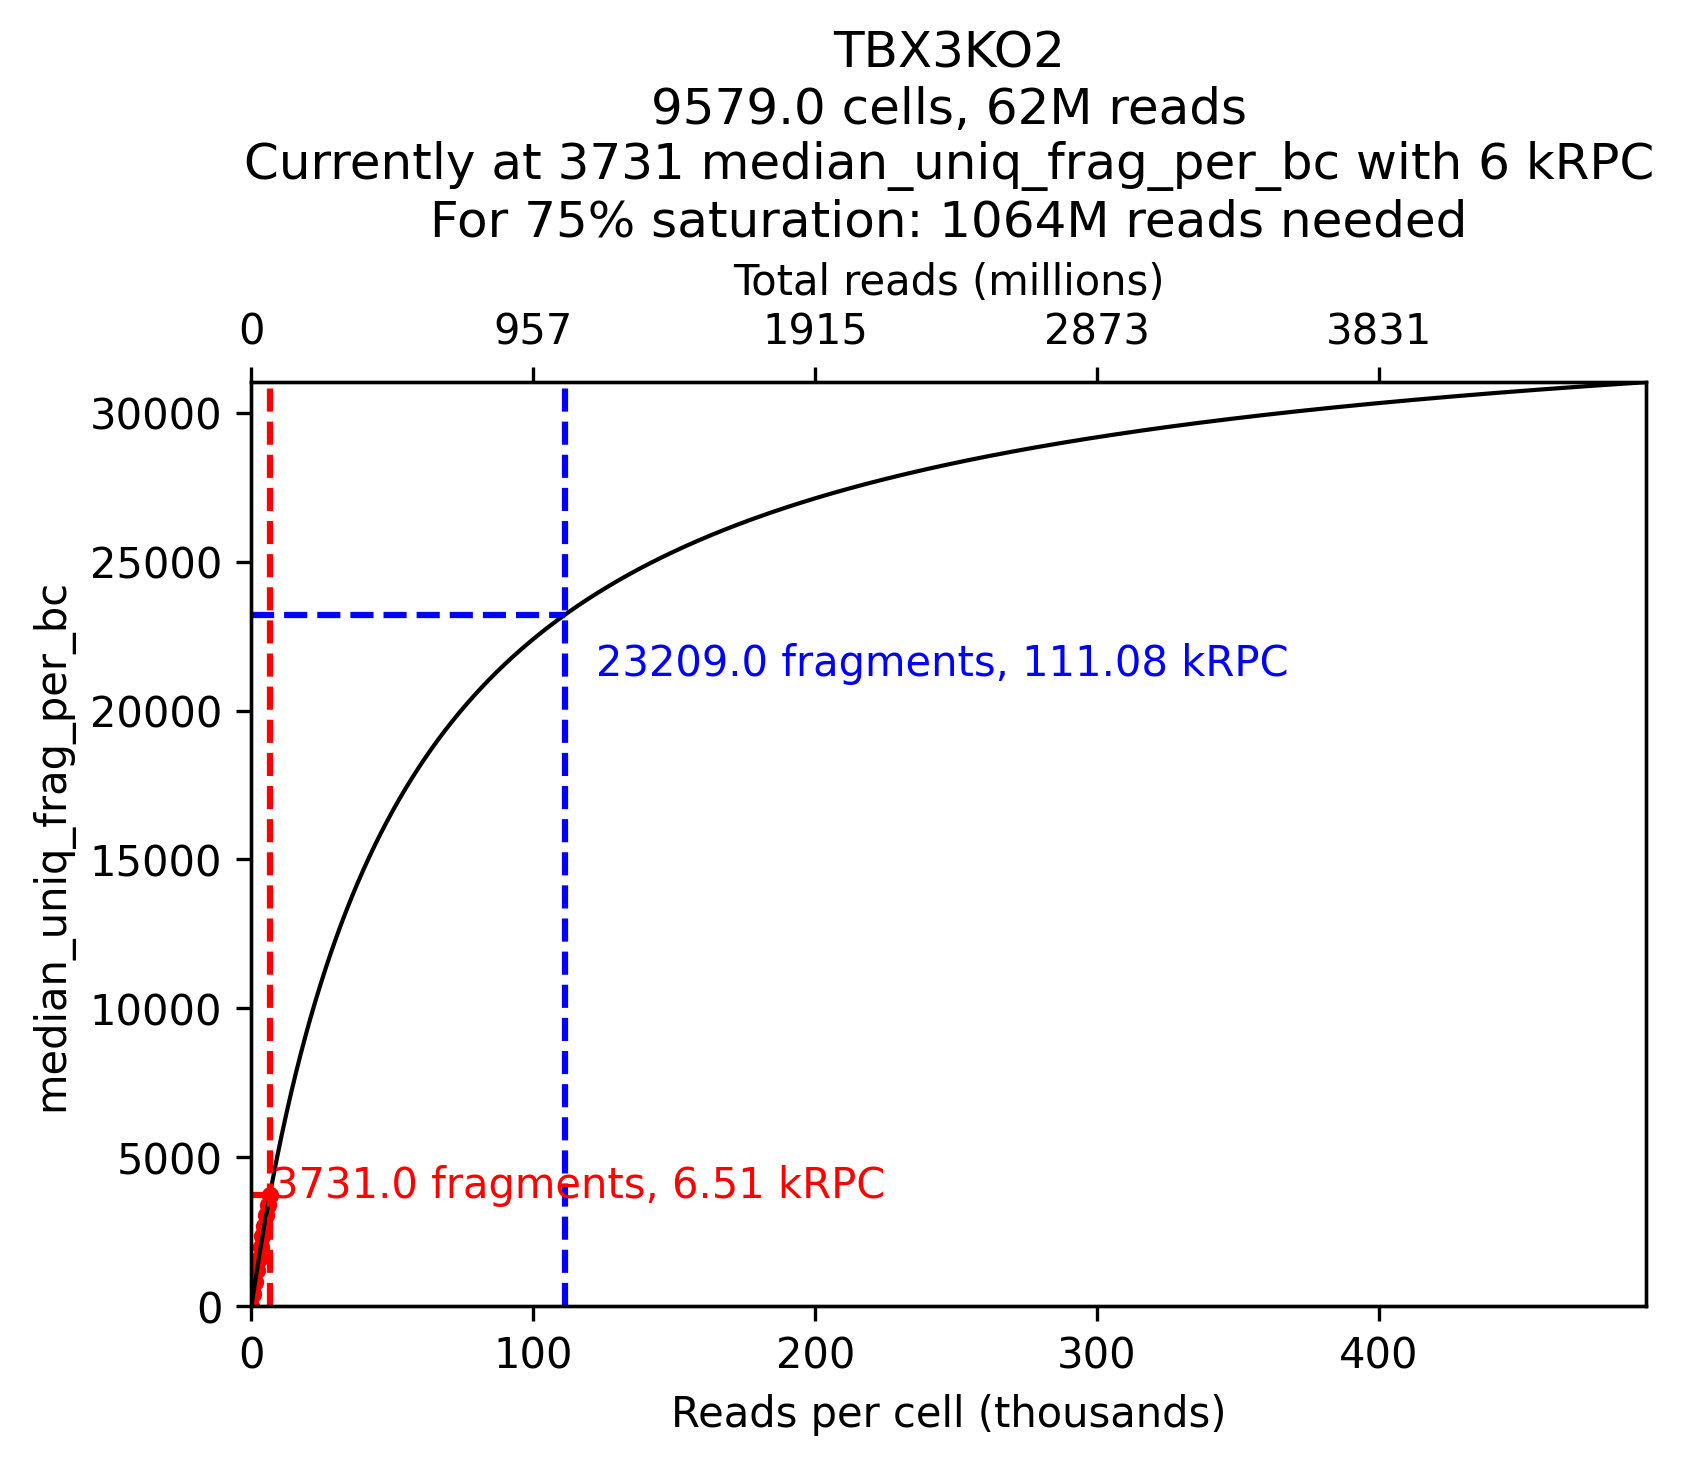 TBX3KO2
9579.0 cells, 62M reads
Currently at 3731 median_uniq_frag_per_bc with 6 kRPC
For 75% saturation: 1064M reads needed
Total reads (millions)
0 957 1915 2873 3831
30000
25000
23209.0 fragments, 111.08 kRPC
20000
median_uniq_frag_per_bc
15000
10000
5000
3731.0 fragments, 6.51 kRPC
0
0 100 200 300 400
Reads per cell (thousands)